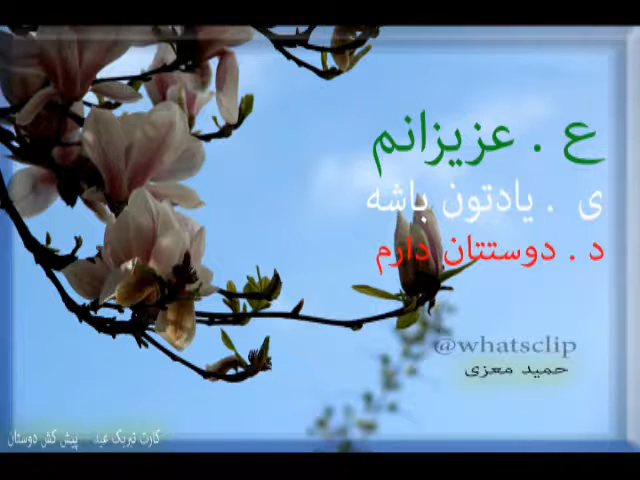 ع . عزیزانم
ی . یادتون باشه
د . دوستتان دارم
@whatsclip
حمید معزی
کارت تبریک عید - پیش کش دوستان